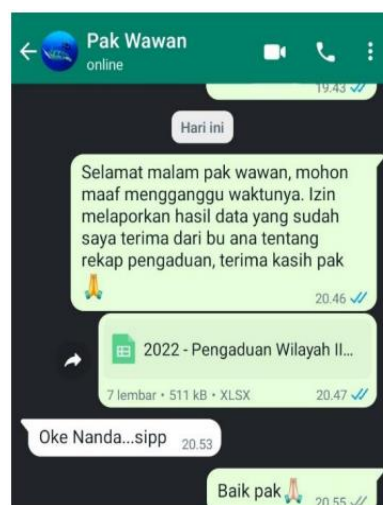 Pak Wawan
online
19.43
Hari ini
Selamat malam pak wawan, mohon
maaf mengganggu waktunya. Izin
melaporkan hasil data yang sudah
saya terima dari bu ana tentang
rekap pengaduan, terima kasih pak
🙏
20.46
2022 - Pengaduan Wilayah II...
7 lembar • 511 kB • XLSX 20.47
Oke Nanda...sipp 20.53
Baik pak🙏 20.55